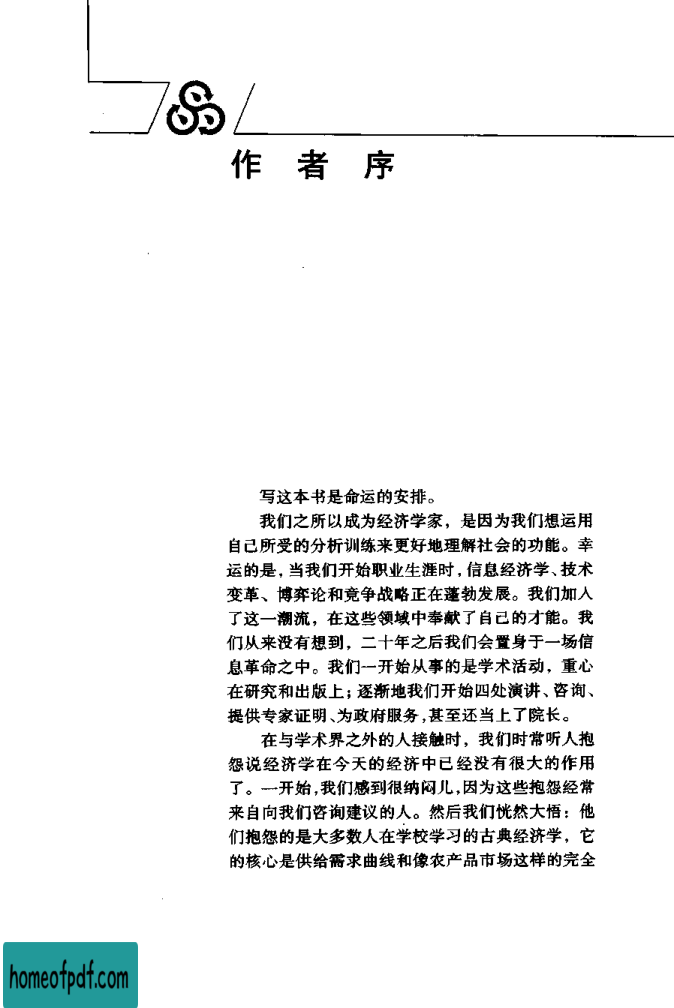 作者序
写这本书是命运的安排。
我们之所以成为经济学家，是因为我们想运用
自己所受的分析训练来更好地理解社会的功能。幸
运的是，当我们开始职业生涯时，信息经济学、技术
变革、博弈论和竞争战略正在蓬勃发展。我们加入
了这一潮流，在这些领域中奉献了自己的才能。我
们从来没有想到，二十年之后我们会置身于一场信
息革命之中。我们一开始从事的是学术活动，重心
在研究和出版上；逐渐地我们开始四处演讲、咨询、
提供专家证明、为政府服务，甚至还当上了院长。
在与学术界之外的人接触时，我们时常听人抱
怨说经济学在今天的经济中已经没有很大的作用
了。一开始，我们感到很纳闷儿，因为这些抱怨经常
来自向我们咨询建议的人。然后我们恍然大悟：他
们抱怨的是大多数人在学校学习的古典经济学，它
的核心是供给需求曲线和像农产品市场这样的完全
homeofpdf.com